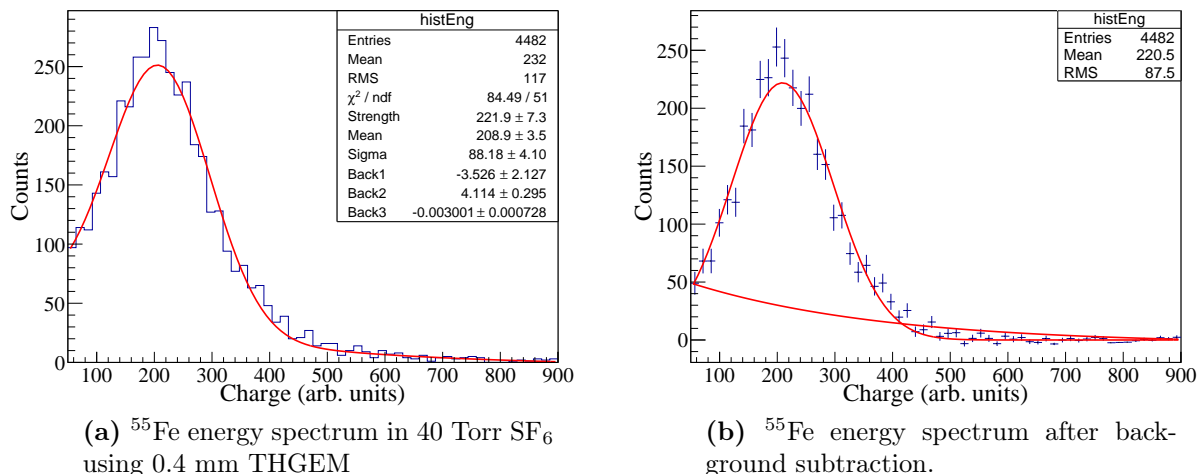 histEng
Entries 4482
Mean 232
RMS 117
χ² / ndf 84.49 / 51
Strength 221.9 ± 7.3
Mean 208.9 ± 3.5
Sigma 88.18 ± 4.10
Back1 -3.526 ± 2.127
Back2 4.114 ± 0.295
Back3 -0.003001 ± 0.000728
Counts
250
200
150
100
50
0
100 200 300 400 500 600 700 800 900
Charge (arb. units)
(a) ⁵⁵Fe energy spectrum in 40 Torr SF₆
using 0.4 mm THGEM
histEng
Entries 4482
Mean 220.5
RMS 87.5
Counts
250
200
150
100
50
0
100 200 300 400 500 600 700 800 900
Charge (arb. units)
(b) ⁵⁵Fe energy spectrum after back-
ground subtraction.